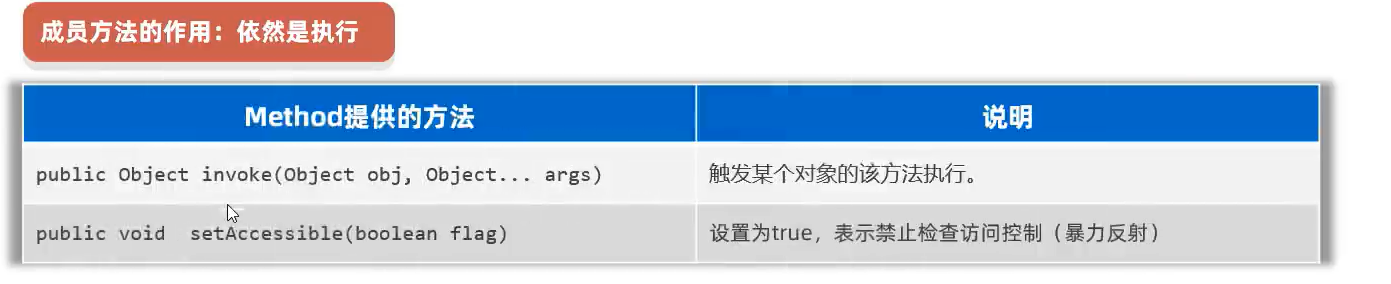 成员方法的作用：依然是执行
Method提供的方法
说明
public Object invoke(Object obj, Object... args)
触发某个对象的该方法执行。
public void  setAccessible(boolean flag)
设置为true，表示禁止检查访问控制（暴力反射）